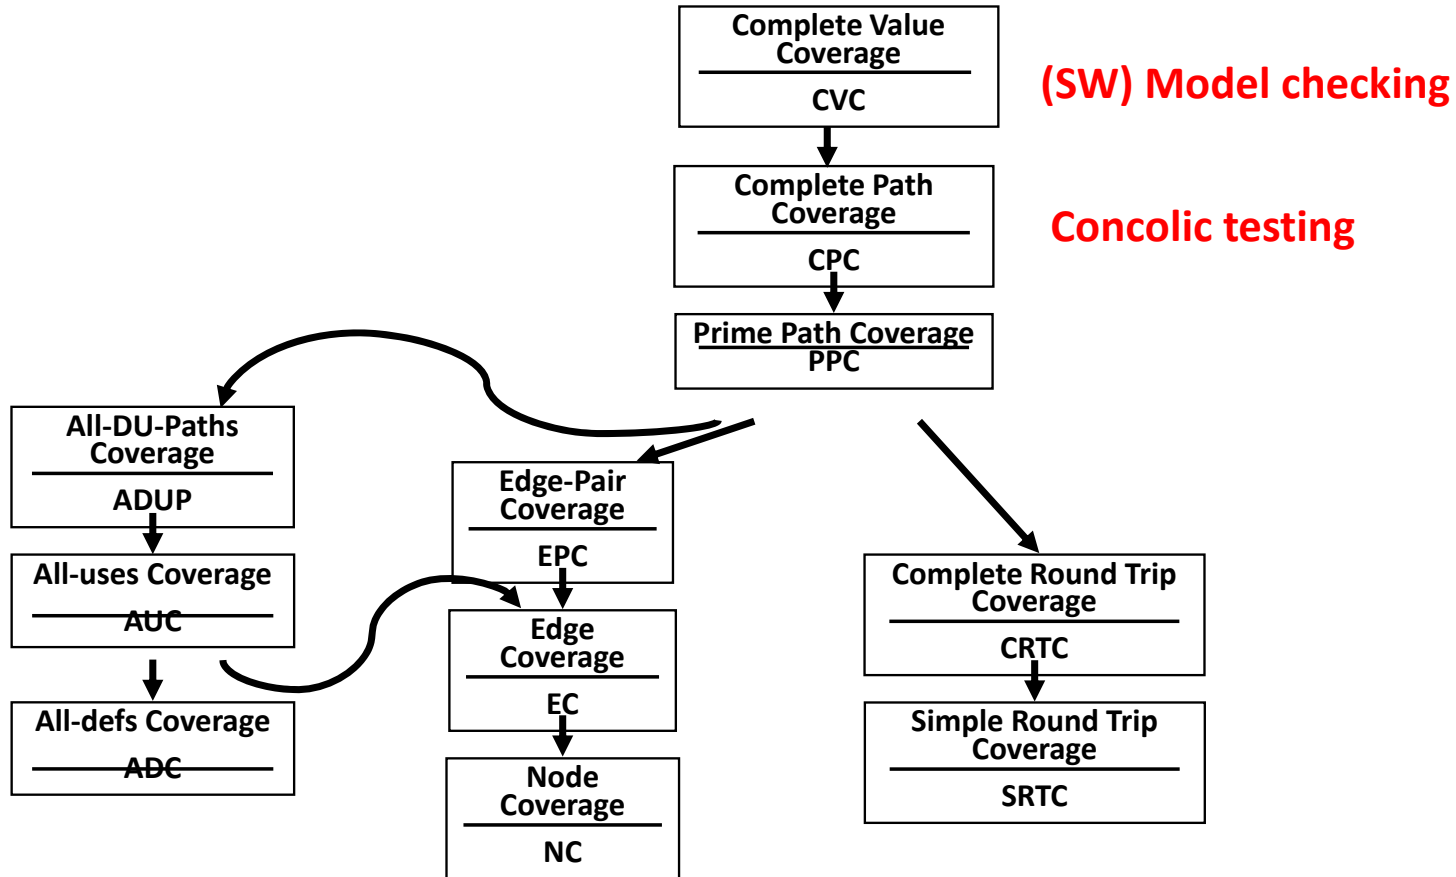 Complete Value
Coverage
CVC
(SW) Model checking
Complete Path
Coverage
CPC
Concolic testing
Prime Path Coverage
PPC
All-DU-Paths
Coverage
ADUP
Edge-Pair
Coverage
EPC
All-uses Coverage
AUC
Complete Round Trip
Coverage
CRTC
Edge
Coverage
EC
All-defs Coverage
ADC
Simple Round Trip
Coverage
SRTC
Node
Coverage
NC